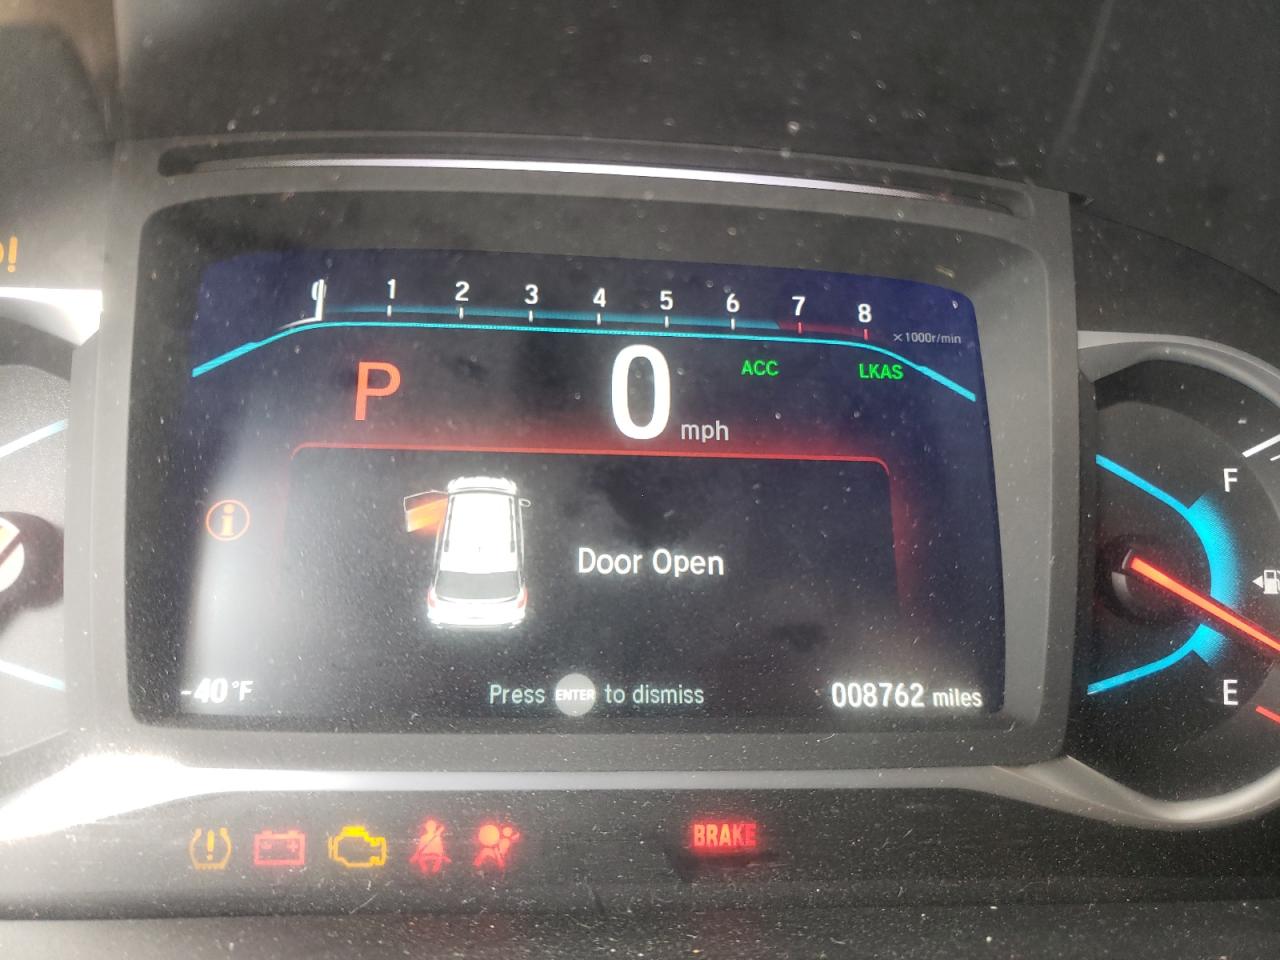 0 1 2 3 4 5 6 7 8
x1000r/min
P 0 mph ACC LKAS
F
Door Open
-40°F Press ENTER to dismiss 008762 miles
E
BRAKE